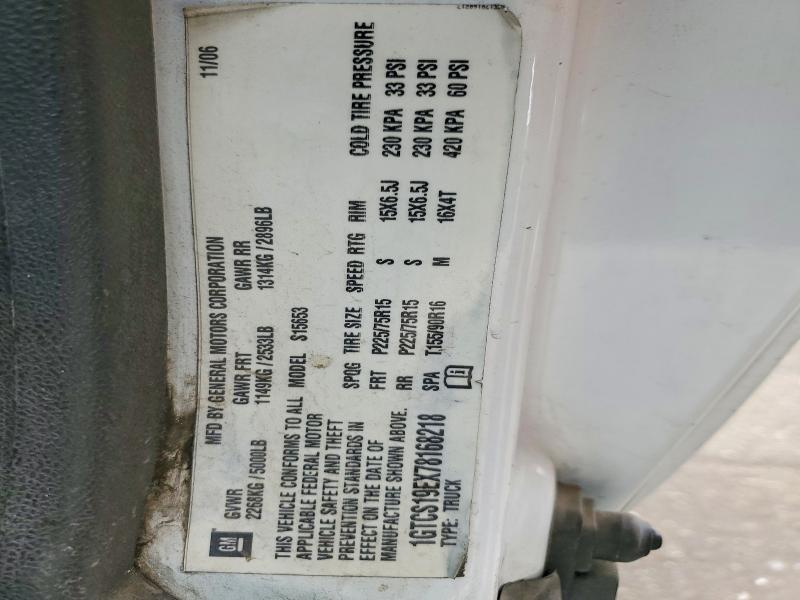 MFD BY GENERAL MOTORS CORPORATION 11/06
GM
GVWR GAWR FRT GAWR RR
2268KG / 5000LB 1149KG / 2533LB 1314KG / 2896LB
THIS VEHICLE CONFORMS TO ALL
APPLICABLE FEDERAL MOTOR
VEHICLE SAFETY AND THEFT
PREVENTION STANDARDS IN
EFFECT ON THE DATE OF
MANUFACTURE SHOWN ABOVE.
1GTCS19EX78168218
TYPE: TRUCK
MODEL S15653
SPQG TIRE SIZE SPEED RTG RIM COLD TIRE PRESSURE
FRT P225/75R15 S 15X6.5J 230 KPA 33 PSI
RR P225/75R15 S 15X6.5J 230 KPA 33 PSI
SPA T155/90R16 M 16X4T 420 KPA 60 PSI